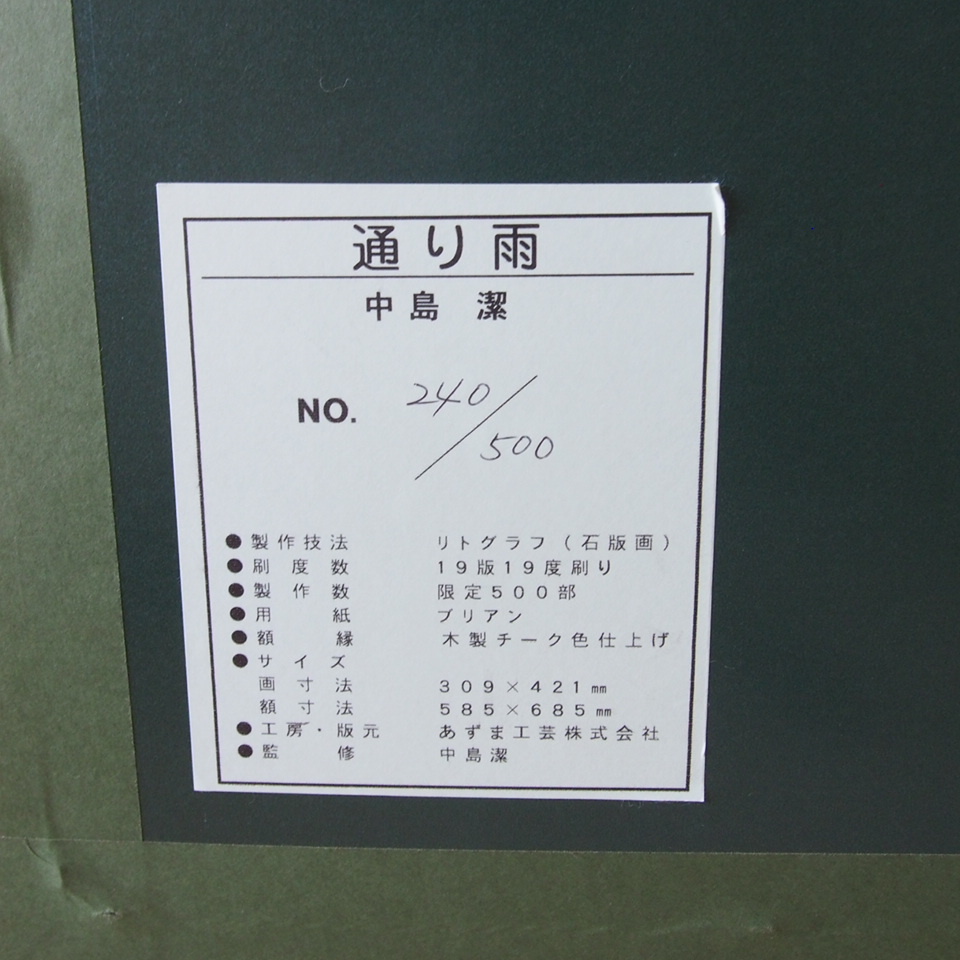 通り雨
中島 潔
NO. 240/500
●製作技法 リトグラフ(石版画)
●刷度数 19版19度刷り
●製作数 限定500部
●用紙 ブリアン
●額縁 木製チーク色仕上げ
●サイズ
画寸法 309×421㎜
額寸法 585×685㎜
●工房・版元 あずま工芸株式会社
●監修 中島潔